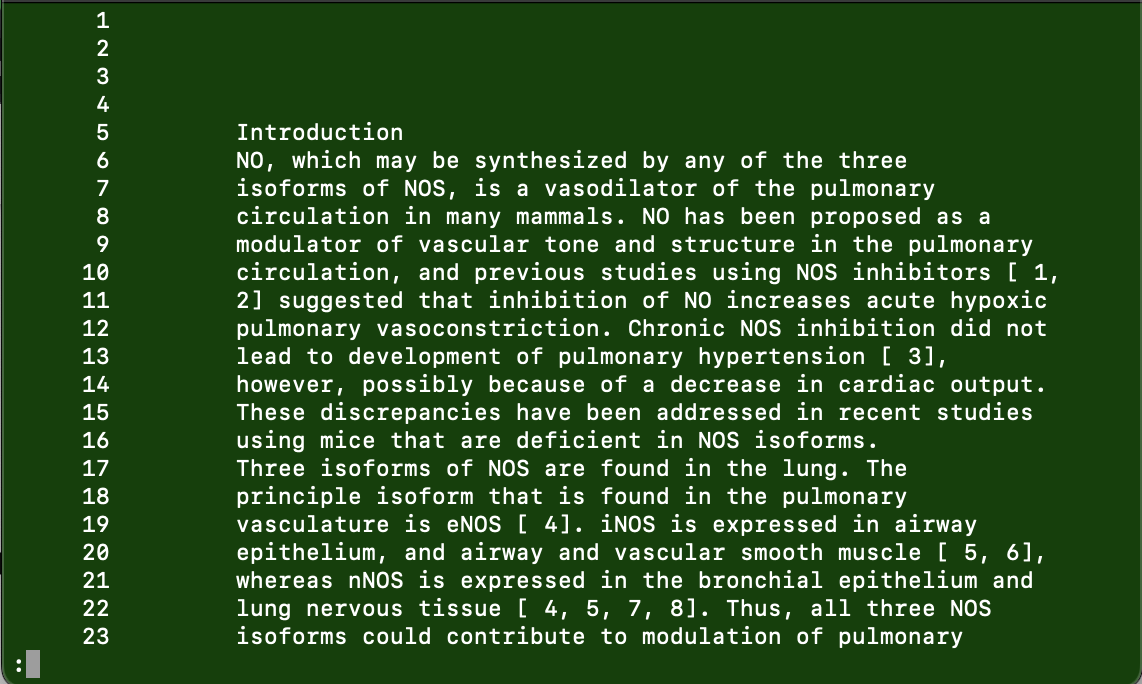 1
2
3
4
5 Introduction
6 NO, which may be synthesized by any of the three
7 isoforms of NOS, is a vasodilator of the pulmonary
8 circulation in many mammals. NO has been proposed as a
9 modulator of vascular tone and structure in the pulmonary
10 circulation, and previous studies using NOS inhibitors [ 1,
11 2] suggested that inhibition of NO increases acute hypoxic
12 pulmonary vasoconstriction. Chronic NOS inhibition did not
13 lead to development of pulmonary hypertension [ 3],
14 however, possibly because of a decrease in cardiac output.
15 These discrepancies have been addressed in recent studies
16 using mice that are deficient in NOS isoforms.
17 Three isoforms of NOS are found in the lung. The
18 principle isoform that is found in the pulmonary
19 vasculature is eNOS [ 4]. iNOS is expressed in airway
20 epithelium, and airway and vascular smooth muscle [ 5, 6],
21 whereas nNOS is expressed in the bronchial epithelium and
22 lung nervous tissue [ 4, 5, 7, 8]. Thus, all three NOS
23 isoforms could contribute to modulation of pulmonary
: